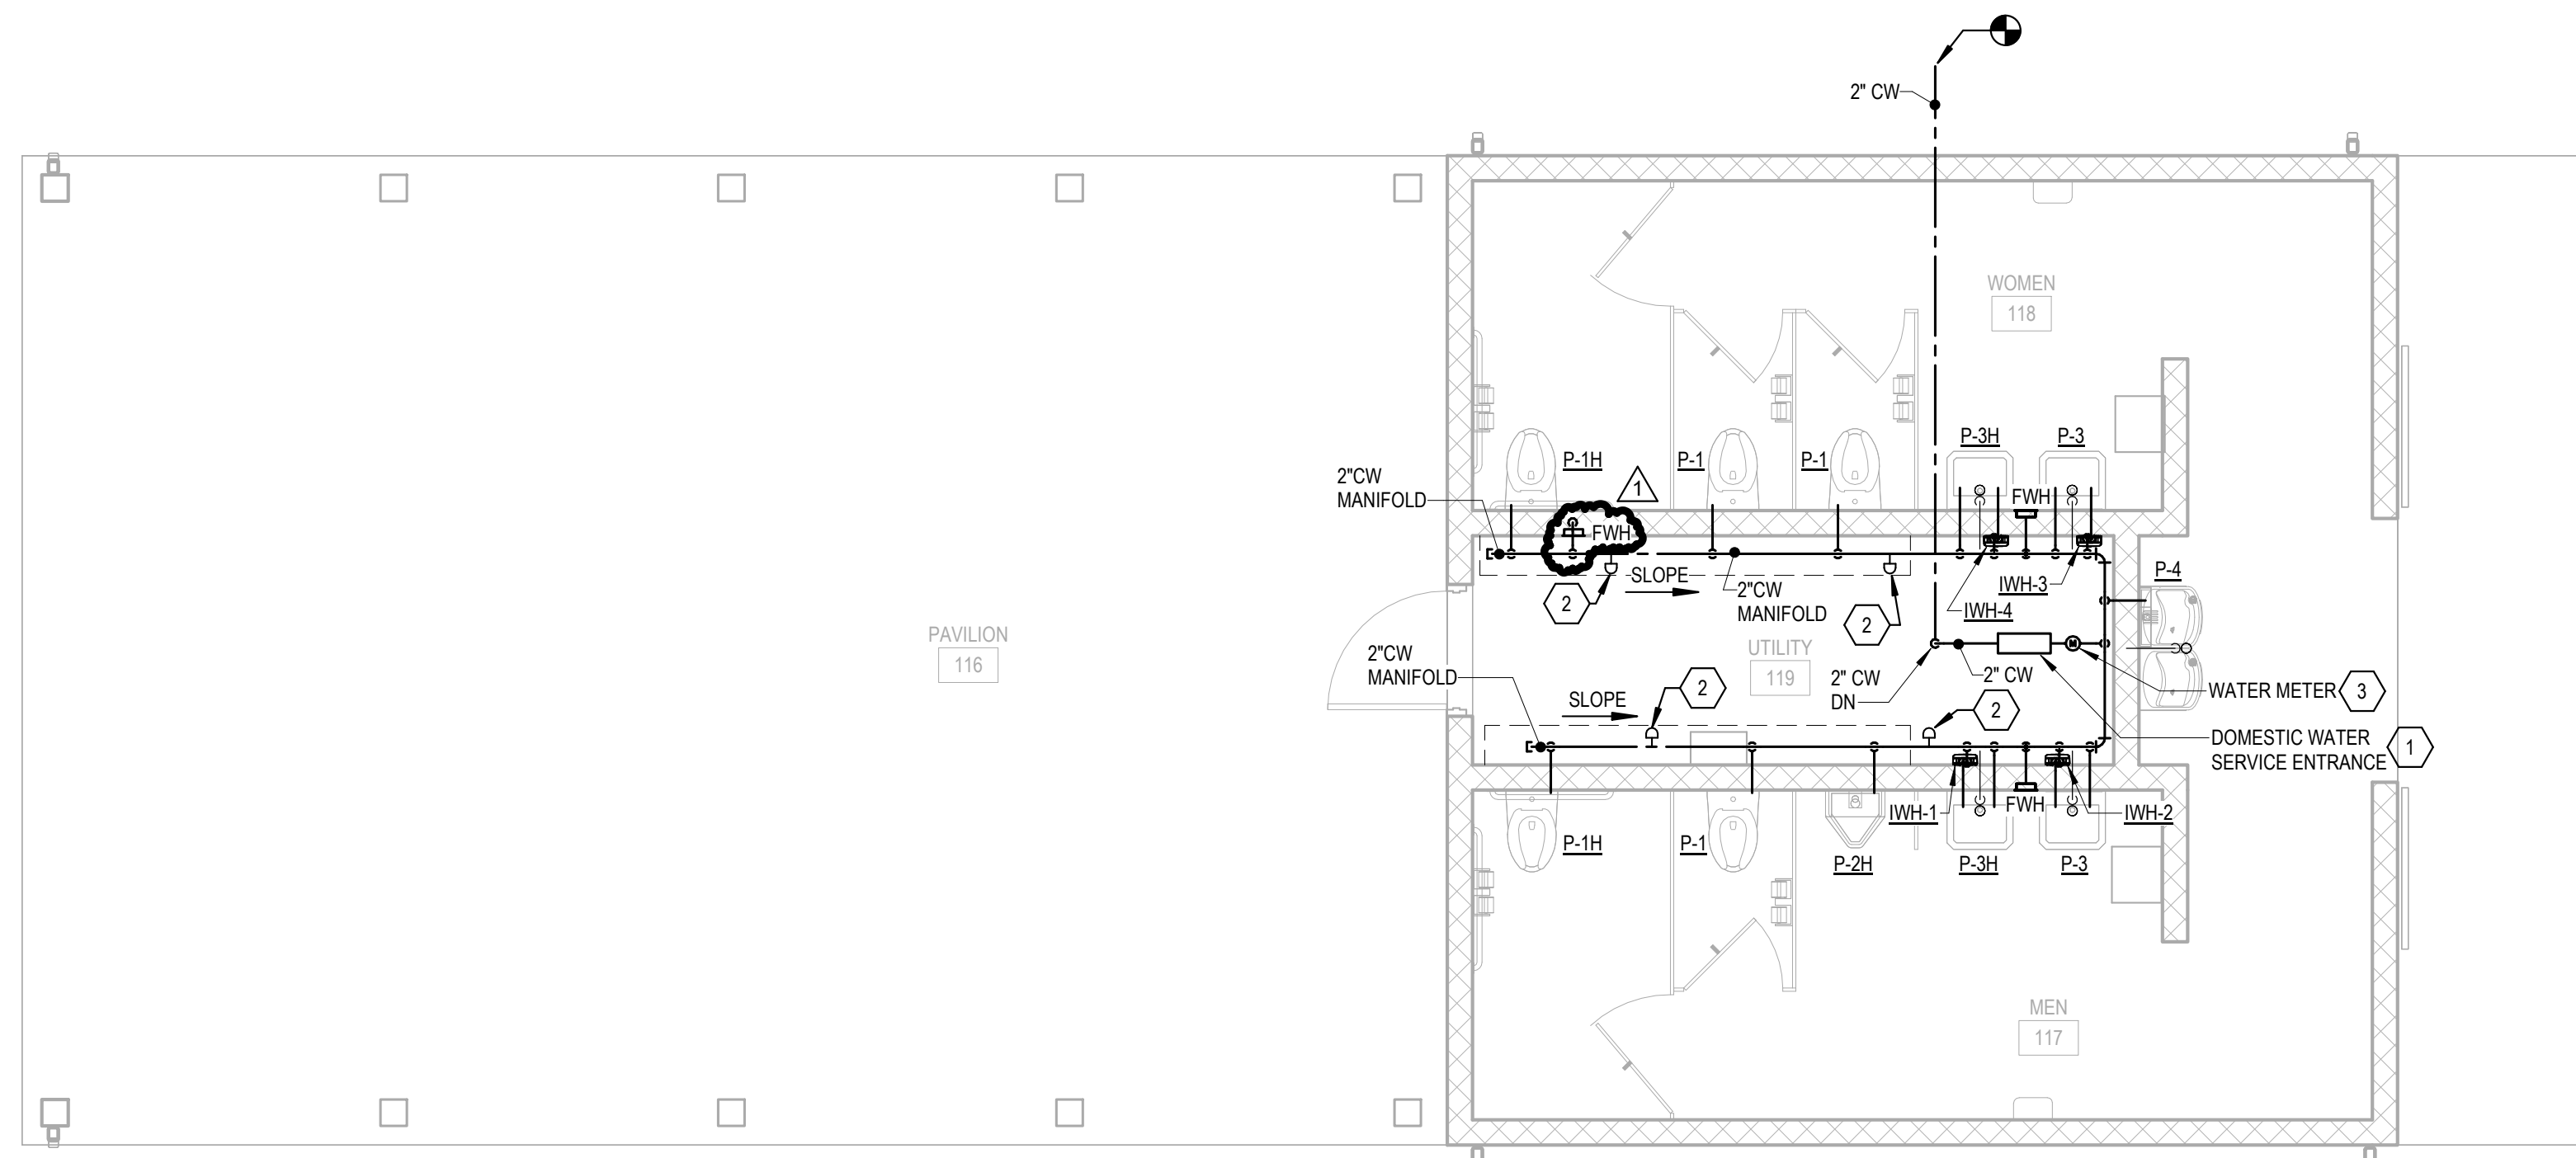 2" CW
WOMEN
118
P-3H
P-3
P-1H
P-1
P-1
2"CW
MANIFOLD
1
FWH
FWH
SLOPE
2
2"CW
MANIFOLD
2
IWH-3
IWH-4
P-4
PAVILION
116
UTILITY
119
2"CW
MANIFOLD
SLOPE
2
2" CW
DN
2" CW
2
M
WATER METER
3
DOMESTIC WATER
SERVICE ENTRANCE
1
IWH-1
FWH
IWH-2
P-1H
P-1
P-2H
P-3H
P-3
MEN
117